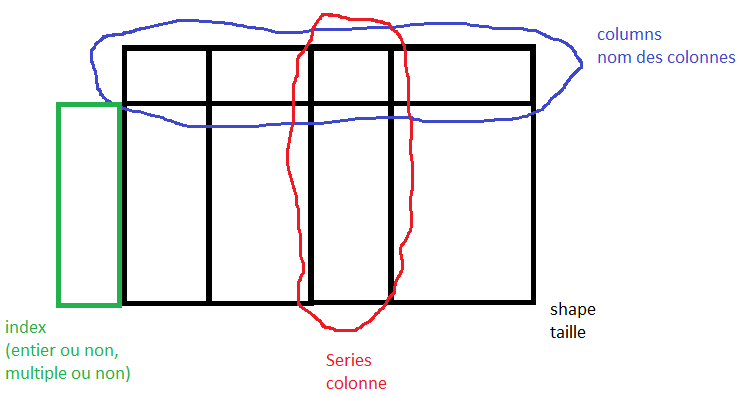 columns
nom des colonnes
shape
taille
index
(entier ou non,
multiple ou non)
Series
colonne